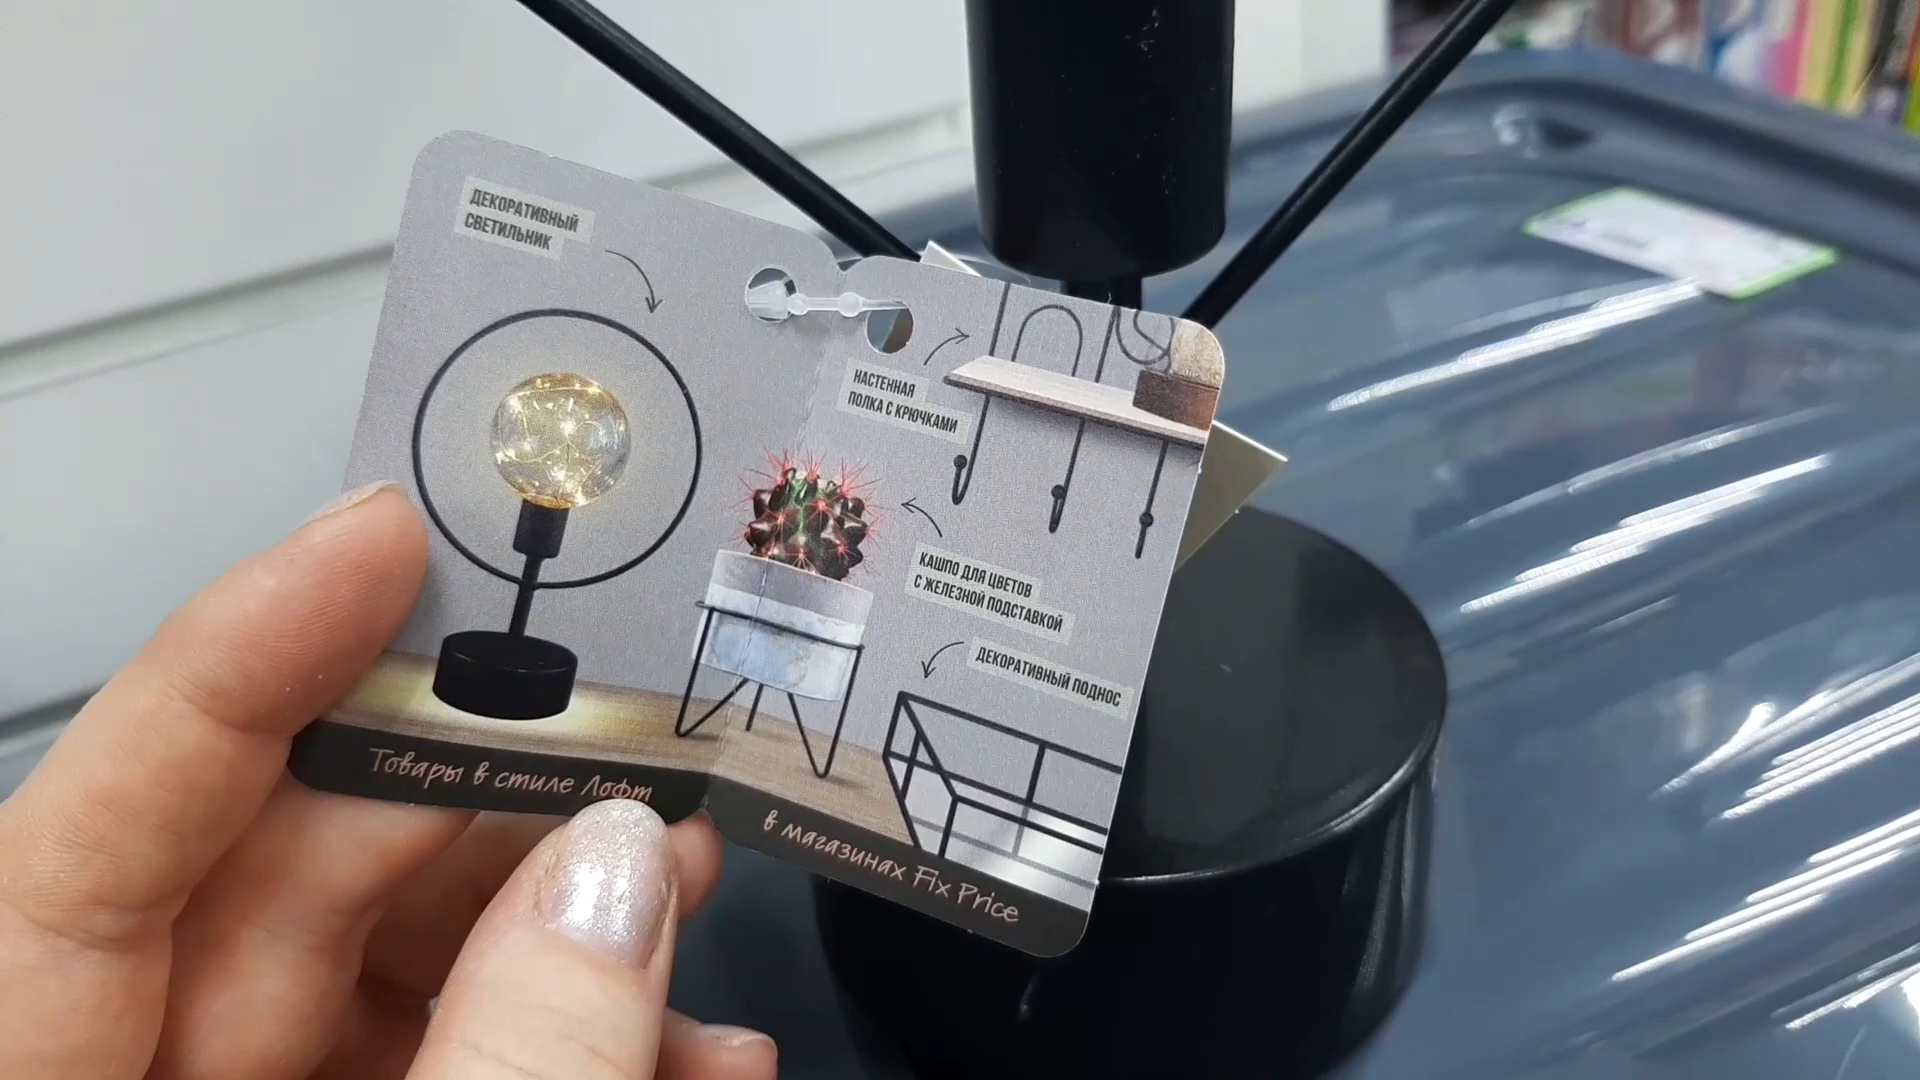 ДЕКОРАТИВНЫЙ
СВЕТИЛЬНИК
НАСТЕННАЯ
ПОЛКА С КРЮЧКАМИ
КАШПО ДЛЯ ЦВЕТОВ
С ЖЕЛЕЗНОЙ ПОДСТАВКОЙ
ДЕКОРАТИВНЫЙ ПОДНОС
Товары в стиле Лофт
в магазинах Fix Price